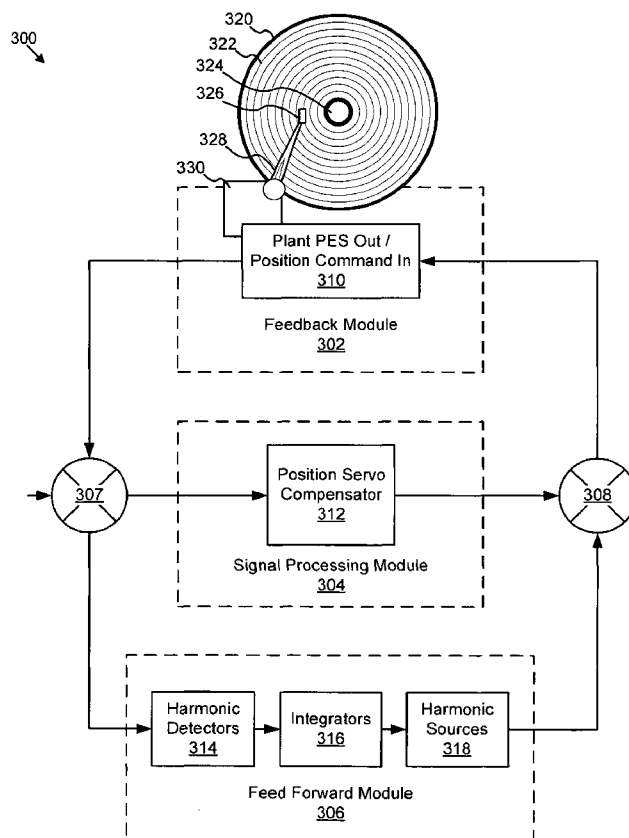 300
320
322
324
326
328
330
Plant PES Out /
Position Command In
310
Feedback Module
302
307
Position Servo
Compensator
312
308
Signal Processing Module
304
Harmonic
Detectors
314
Integrators
316
Harmonic
Sources
318
Feed Forward Module
306